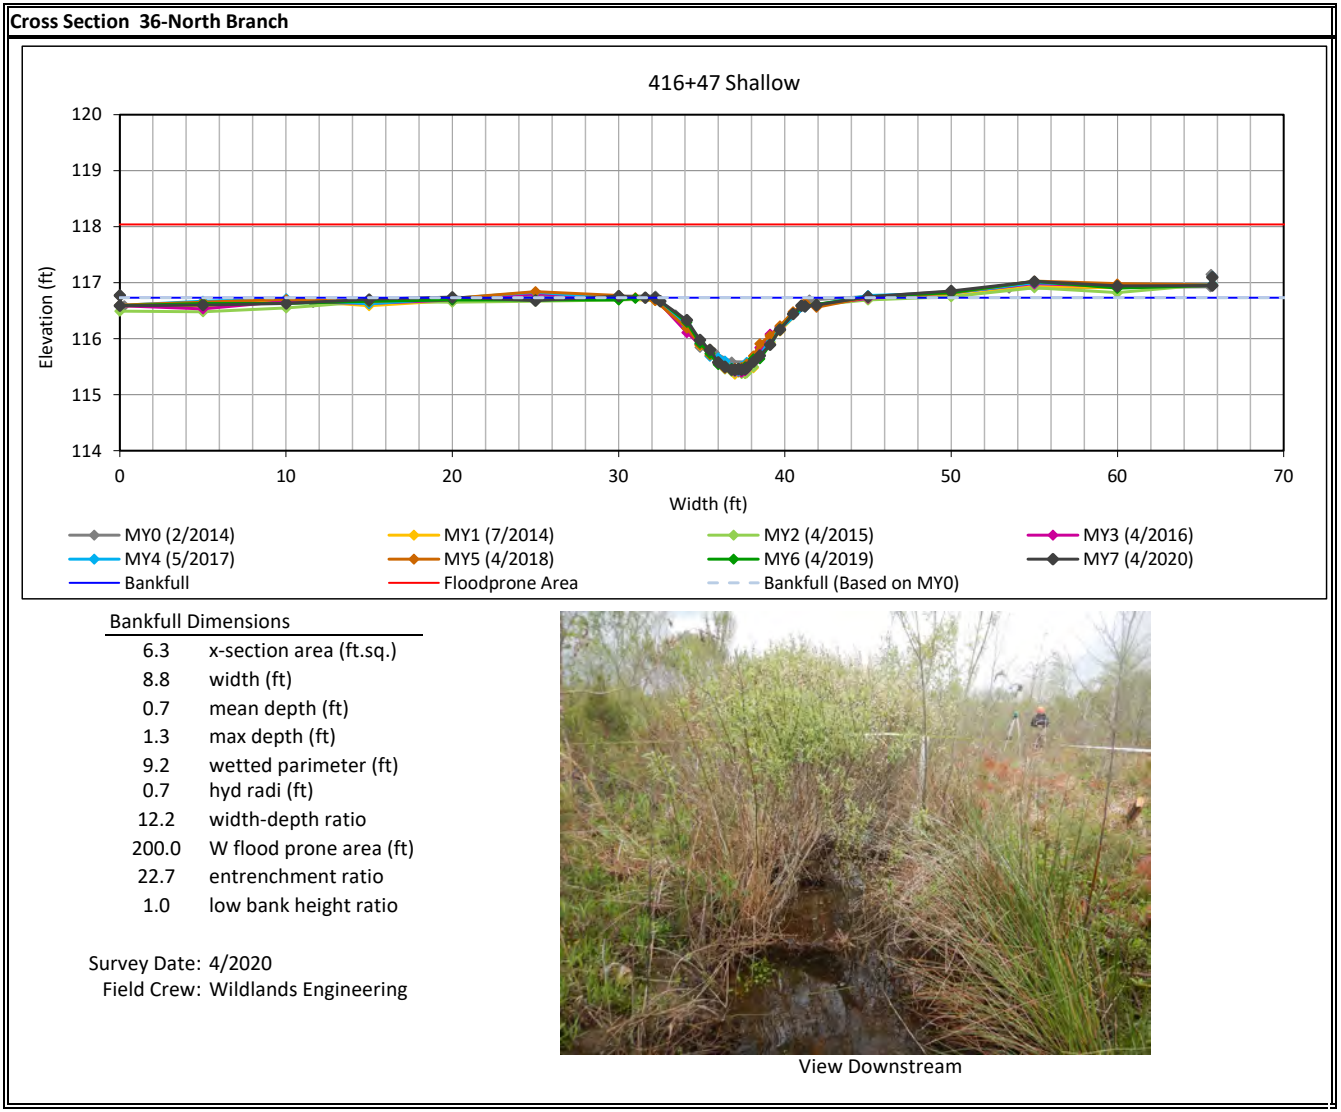 Cross Section 36-North Branch
416+47 Shallow
120
119
118
117
116
115
114
Elevation (ft)
0 10 20 30 40 50 60 70
Width (ft)
MY0 (2/2014) MY1 (7/2014) MY2 (4/2015) MY3 (4/2016)
MY4 (5/2017) MY5 (4/2018) MY6 (4/2019) MY7 (4/2020)
Bankfull Floodprone Area Bankfull (Based on MY0)
Bankfull Dimensions
6.3 x-section area (ft.sq.)
8.8 width (ft)
0.7 mean depth (ft)
1.3 max depth (ft)
9.2 wetted parimeter (ft)
0.7 hyd radi (ft)
12.2 width-depth ratio
200.0 W flood prone area (ft)
22.7 entrenchment ratio
1.0 low bank height ratio
Survey Date: 4/2020
Field Crew: Wildlands Engineering
View Downstream